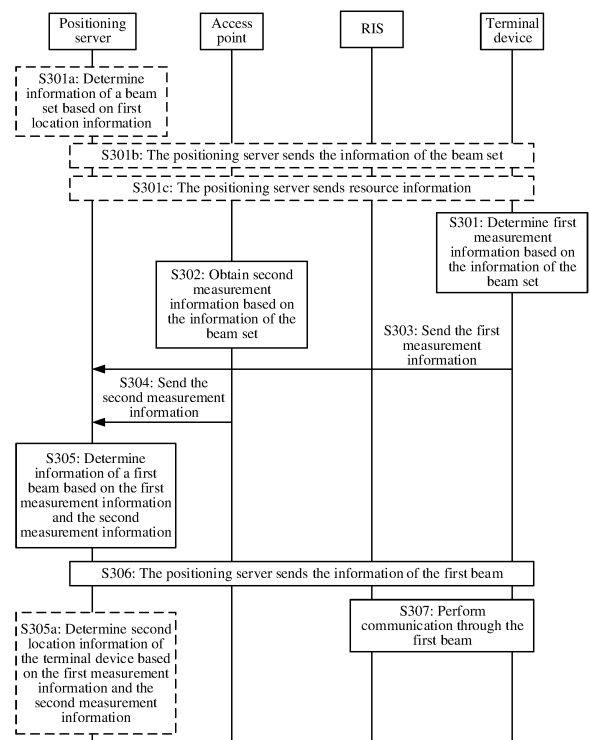 Positioning
server
Access
point
RIS
Terminal
device
S301a: Determine
information of a beam
set based on first
location information
S301b: The positioning server sends the information of the beam set
S301c: The positioning server sends resource information
S301: Determine first
measurement
information based on
the information of the
beam set
S302: Obtain second
measurement
information based on
the information of the
beam set
S303: Send the first
measurement
information
S304: Send the
second measurement
information
S305: Determine
information of a first
beam based on the first
measurement information
and the second
measurement information
S306: The positioning server sends the information of the first beam
S307: Perform
communication through the
first beam
S305a: Determine second
location information of
the terminal device based
on the first measurement
information and the
second measurement
information